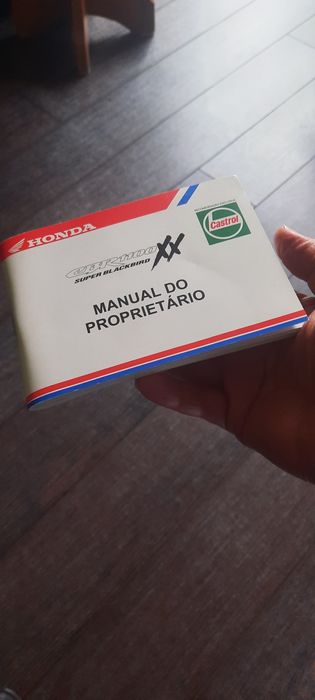 HONDA
CBR1100XX
SUPER BLACKBIRD
Castrol
MANUAL DO
PROPRIETÁRIO